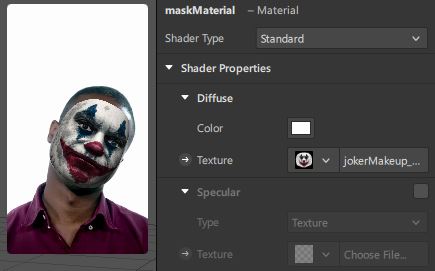 maskMaterial – Material
Shader Type Standard
Shader Properties
Diffuse
Color
Texture jokerMakeup_...
Specular
Type Texture
Texture Choose File...